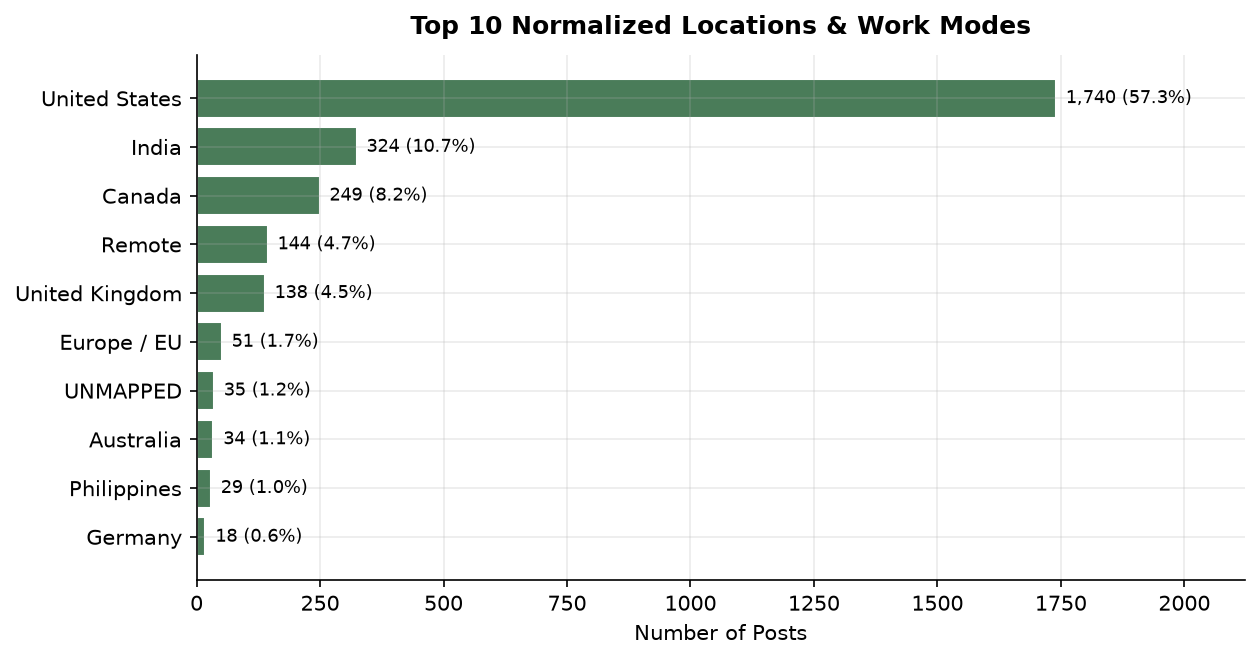 Top 10 Normalized Locations & Work Modes
United States 1,740 (57.3%)
India 324 (10.7%)
Canada 249 (8.2%)
Remote 144 (4.7%)
United Kingdom 138 (4.5%)
Europe / EU 51 (1.7%)
UNMAPPED 35 (1.2%)
Australia 34 (1.1%)
Philippines 29 (1.0%)
Germany 18 (0.6%)
0 250 500 750 1000 1250 1500 1750 2000
Number of Posts